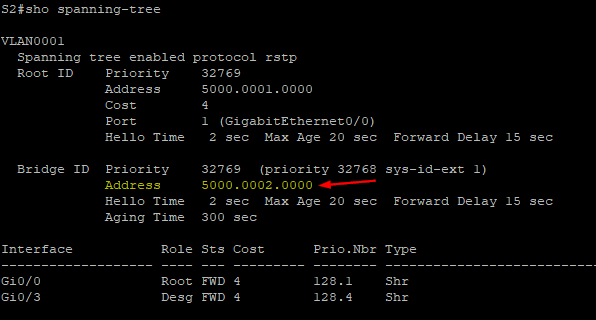 S2#sho spanning-tree
VLAN0001
Spanning tree enabled protocol rstp
Root ID Priority 32769
Address 5000.0001.0000
Cost 4
Port 1 (GigabitEthernet0/0)
Hello Time 2 sec Max Age 20 sec Forward Delay 15 sec
Bridge ID Priority 32769 (priority 32768 sys-id-ext 1)
Address 5000.0002.0000
Hello Time 2 sec Max Age 20 sec Forward Delay 15 sec
Aging Time 300 sec
Interface Role Sts Cost Prio.Nbr Type
------------------- ---- --- --------- -------- --------------------------------
Gi0/0 Root FWD 4 128.1 Shr
Gi0/3 Desg FWD 4 128.4 Shr